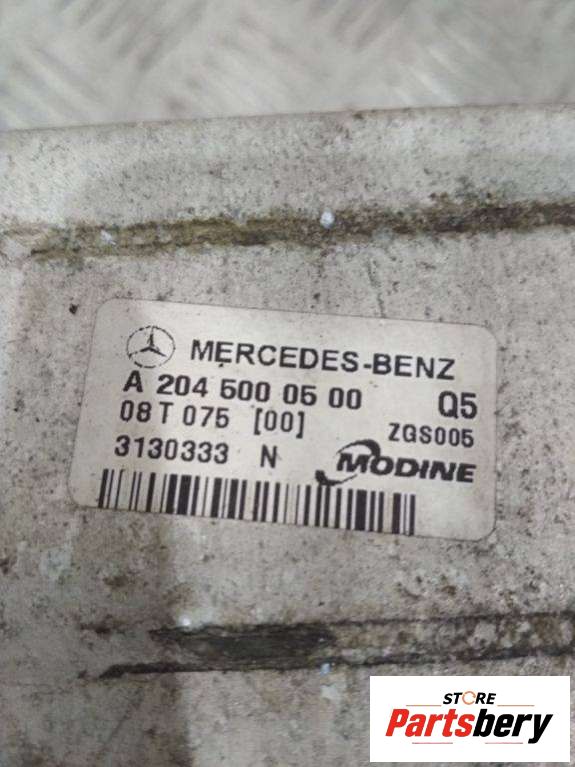 MERCEDES-BENZ
A 204 500 05 00 Q5
08 T 075 [00] ZGS005
3130333 N MODINE
STORE
Partsbery